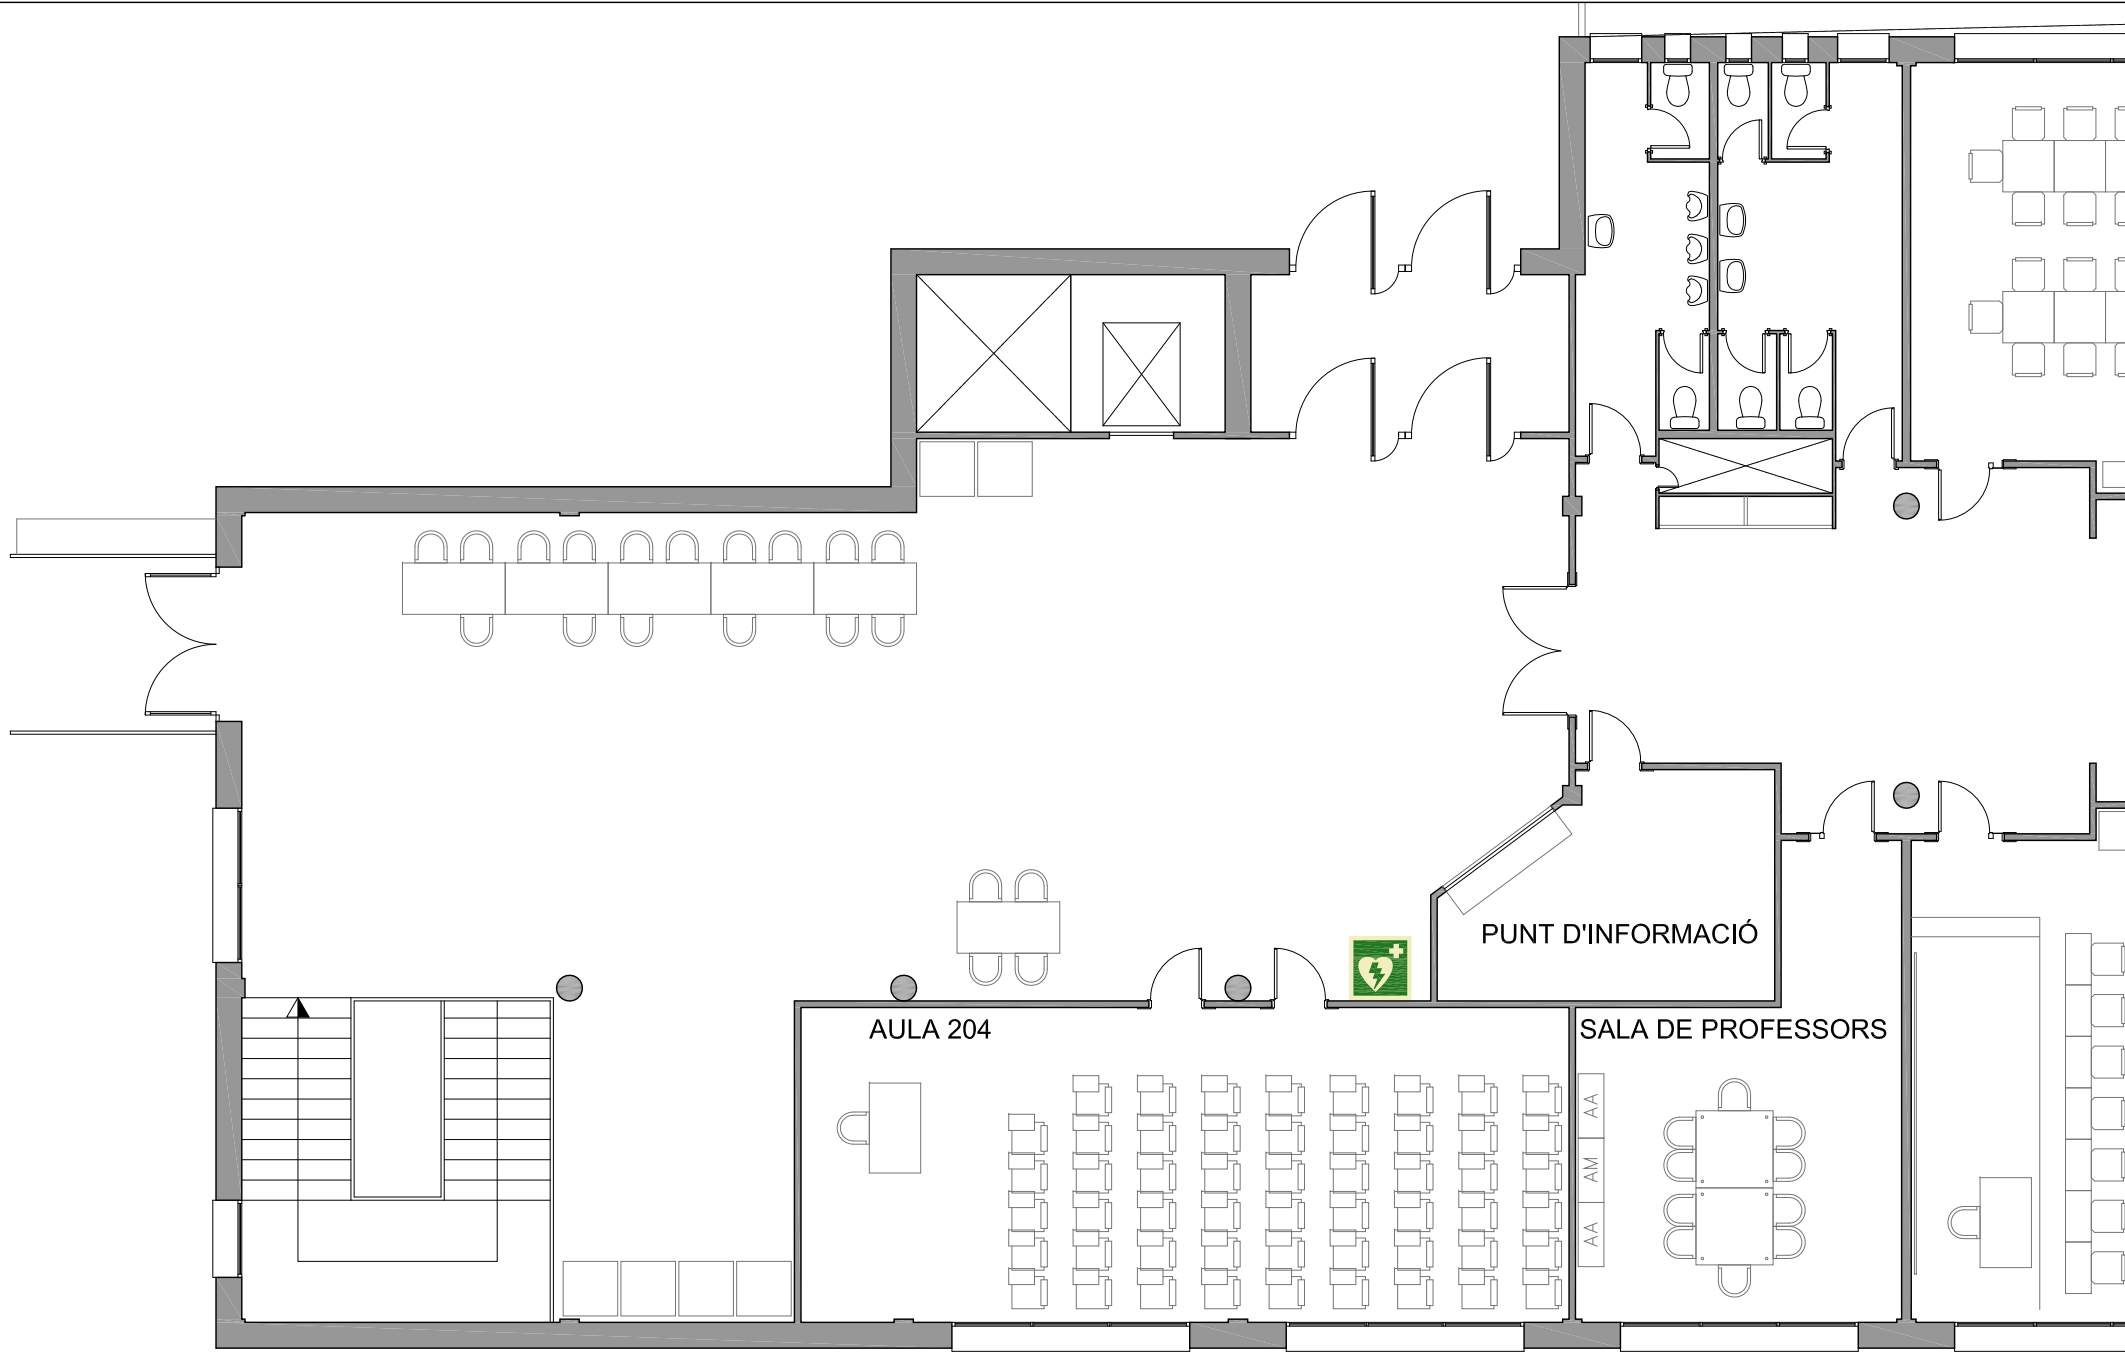 PUNT D'INFORMACIÓ
AULA 204
SALA DE PROFESSORS
AA
AM
AA